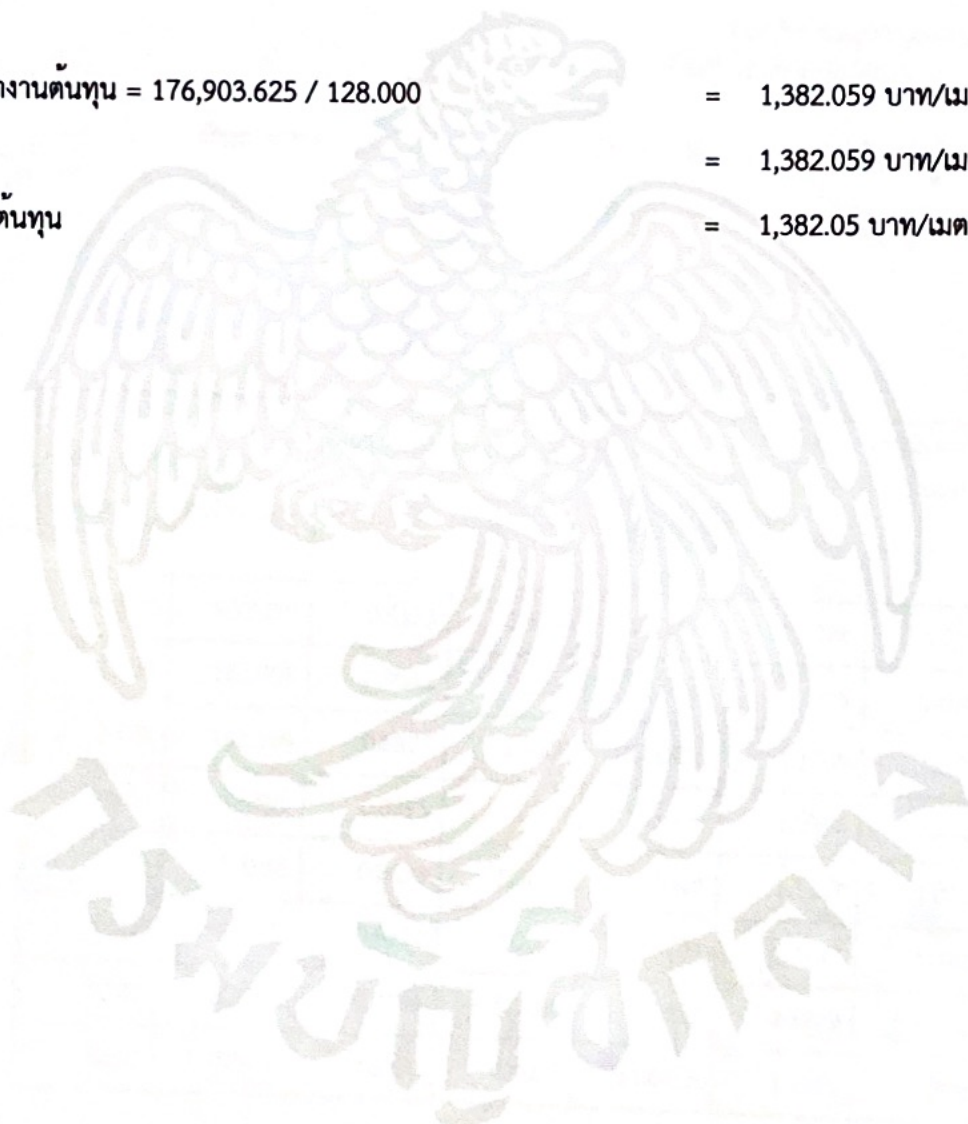 างานต้นทุน = 176,903.625 / 128.000 = 1,382.059 บาท/เม
= 1,382.059 บาท/เม
ต้นทุน = 1,382.05 บาท/เมต
กรมบัญชีกลาง